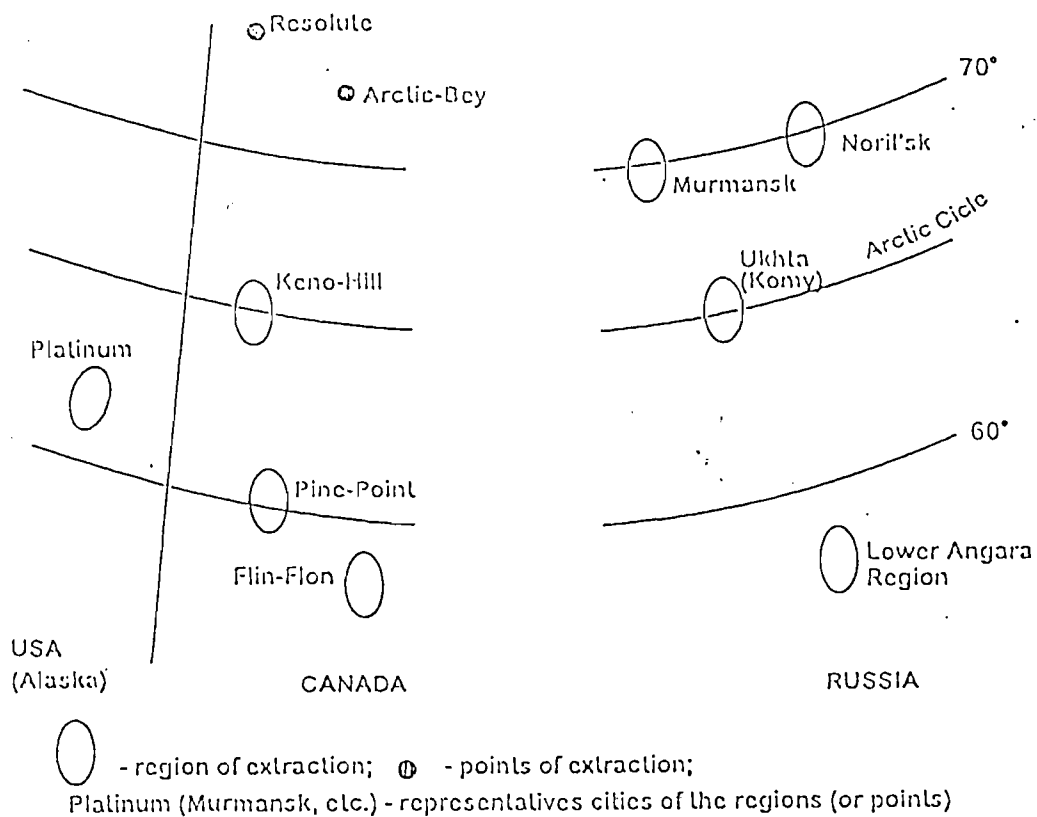 Resolute
Arctic-Bey
70°
Noril'sk
Murmansk
Arctic Cicle
Keno-Hill
Ukhta
(Komy)
Platinum
60°
Pine-Point
Flin-Flon
Lower Angara
Region
USA
(Alaska)
CANADA
RUSSIA
- region of extraction; - points of extraction;
Platinum (Murmansk, etc.) - representatives cities of the regions (or points)